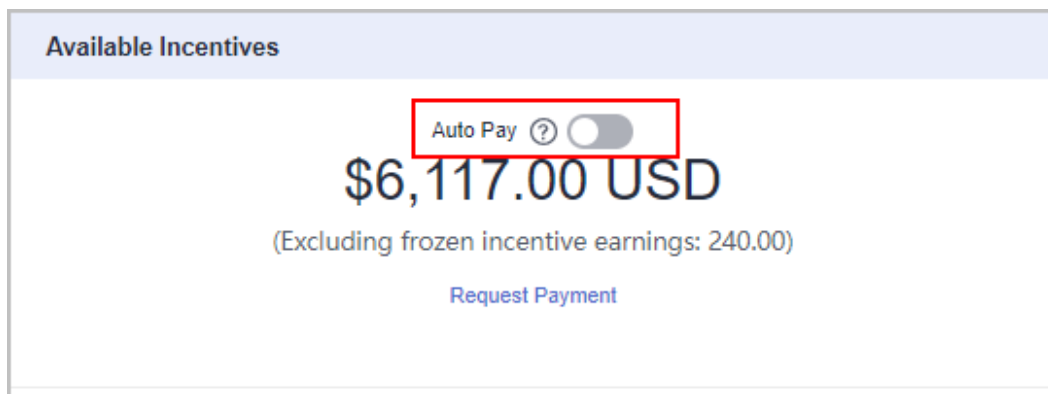 Available Incentives
Auto Pay ?
$6,117.00 USD
(Excluding frozen incentive earnings: 240.00)
Request Payment